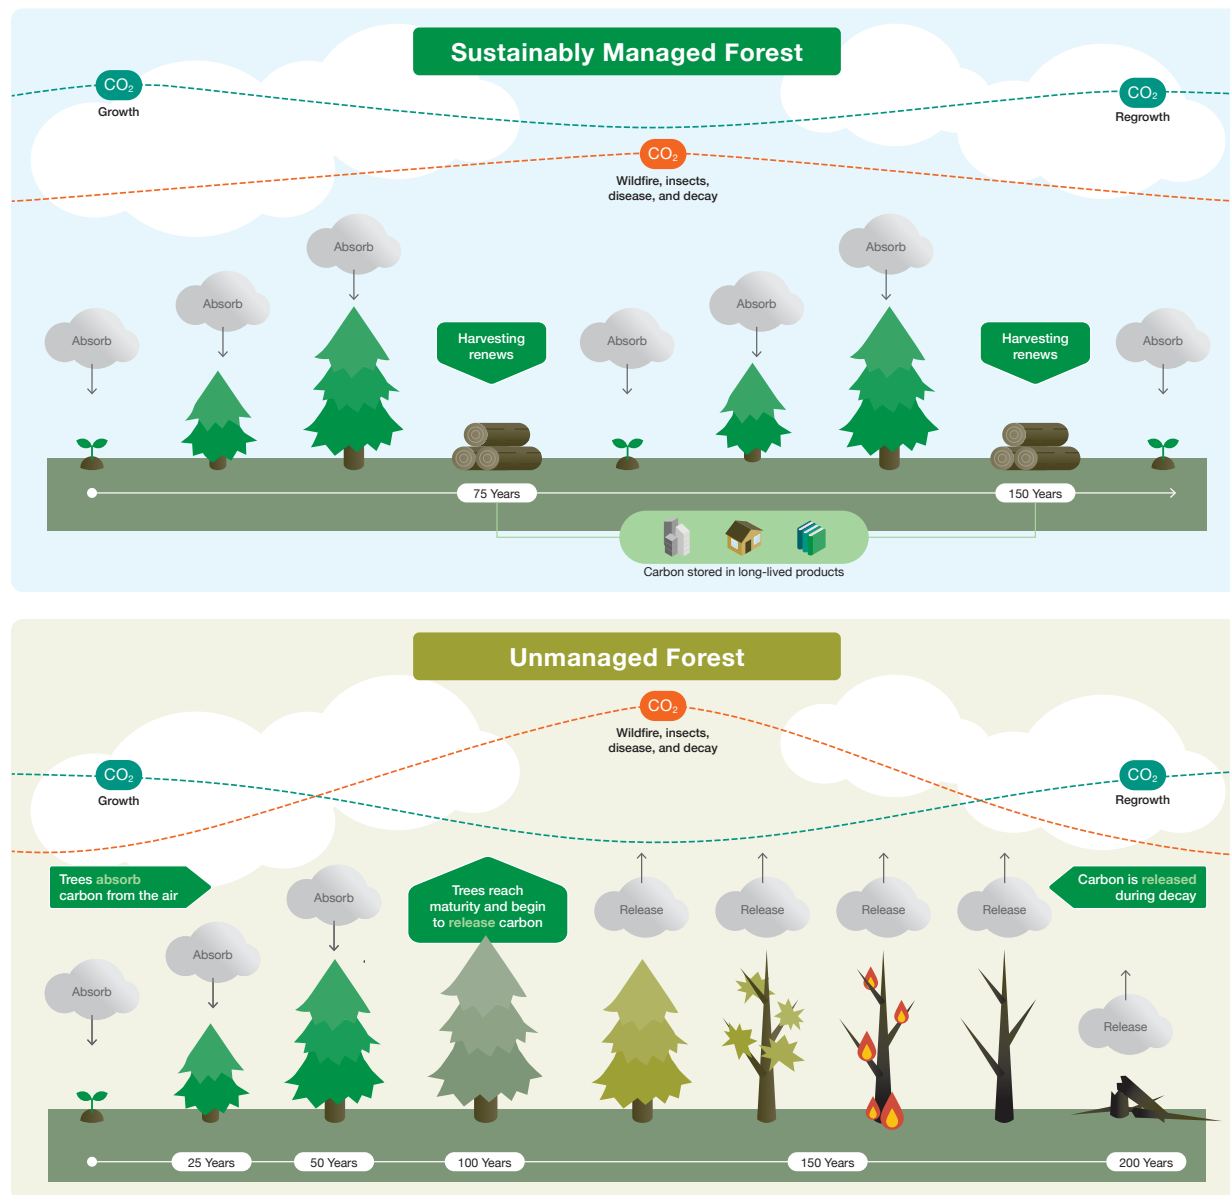 Sustainably Managed Forest
CO₂
Growth
CO₂
Regrowth
CO₂
Wildfire, insects,
disease, and decay
Absorb
Absorb
Absorb
Harvesting
renews
Absorb
Absorb
Absorb
Harvesting
renews
Absorb
75 Years
150 Years
Carbon stored in long-lived products
Unmanaged Forest
CO₂
Wildfire, insects,
disease, and decay
CO₂
Growth
CO₂
Regrowth
Trees absorb
carbon from the air
Absorb
Absorb
Absorb
Trees reach
maturity and begin
to release carbon
Release
Release
Release
Release
Carbon is released
during decay
Release
25 Years
50 Years
100 Years
150 Years
200 Years